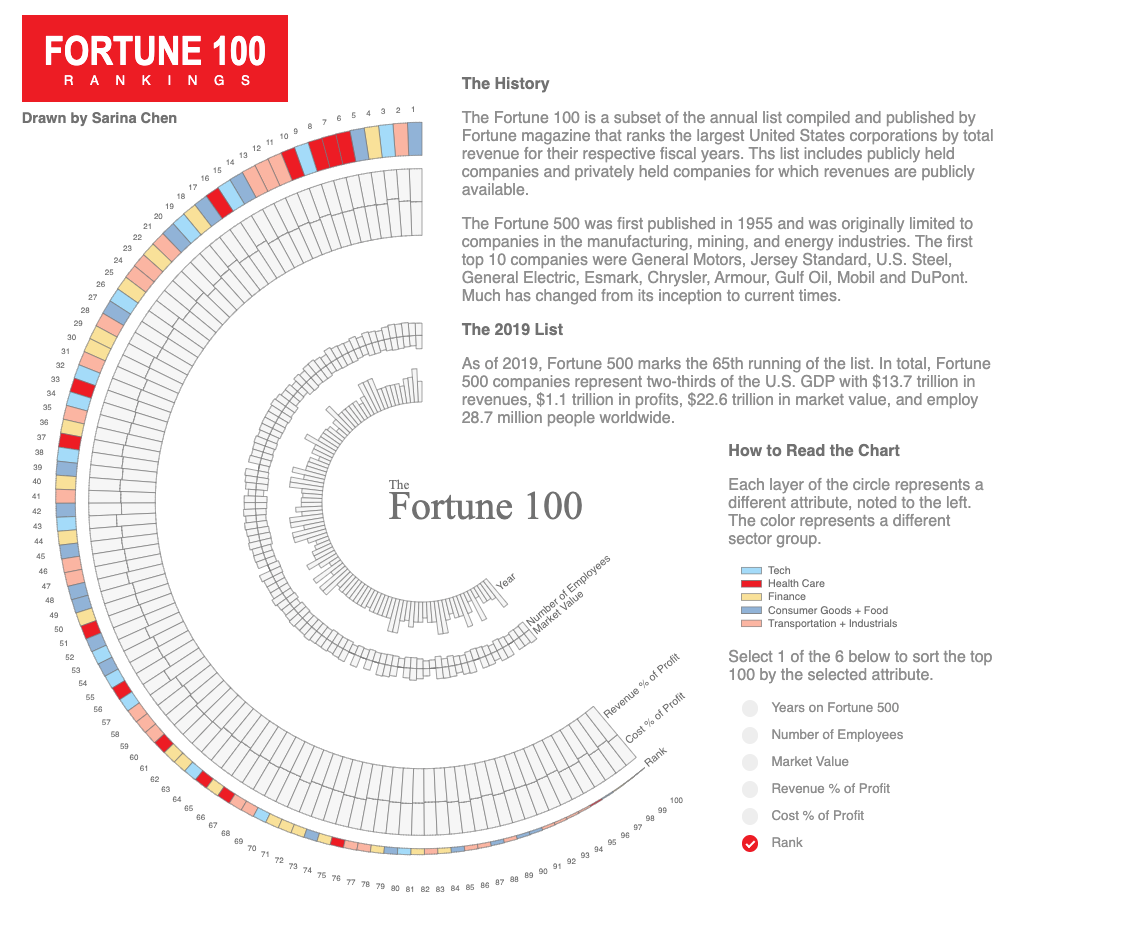 FORTUNE 100
RANKINGS
Drawn by Sarina Chen
The History
The Fortune 100 is a subset of the annual list compiled and published by
Fortune magazine that ranks the largest United States corporations by total
revenue for their respective fiscal years. Ths list includes publicly held
companies and privately held companies for which revenues are publicly
available.
The Fortune 500 was first published in 1955 and was originally limited to
companies in the manufacturing, mining, and energy industries. The first
top 10 companies were General Motors, Jersey Standard, U.S. Steel,
General Electric, Esmark, Chrysler, Armour, Gulf Oil, Mobil and DuPont.
Much has changed from its inception to current times.
The 2019 List
As of 2019, Fortune 500 marks the 65th running of the list. In total, Fortune
500 companies represent two-thirds of the U.S. GDP with $13.7 trillion in
revenues, $1.1 trillion in profits, $22.6 trillion in market value, and employ
28.7 million people worldwide.
How to Read the Chart
Each layer of the circle represents a
different attribute, noted to the left.
The color represents a different
sector group.
Tech
Health Care
Finance
Consumer Goods + Food
Transportation + Industrials
Select 1 of the 6 below to sort the top
100 by the selected attribute.
Years on Fortune 500
Number of Employees
Market Value
Revenue % of Profit
Cost % of Profit
Rank
The
Fortune 100
Year
Number of Employees
Market Value
Revenue % of Profit
Cost % of Profit
Rank
1
2
3
4
5
6
7
8
9
10
11
12
13
14
15
16
17
18
19
20
21
22
23
24
25
26
27
28
29
30
31
32
33
34
35
36
37
38
39
40
41
42
43
44
45
46
47
48
49
50
51
52
53
54
55
56
57
58
59
60
61
62
63
64
65
66
67
68
69
70
71
72
73
74
75
76
77
78
79
80
81
82
83
84
85
86
87
88
89
90
91
92
93
94
95
96
97
98
99
100